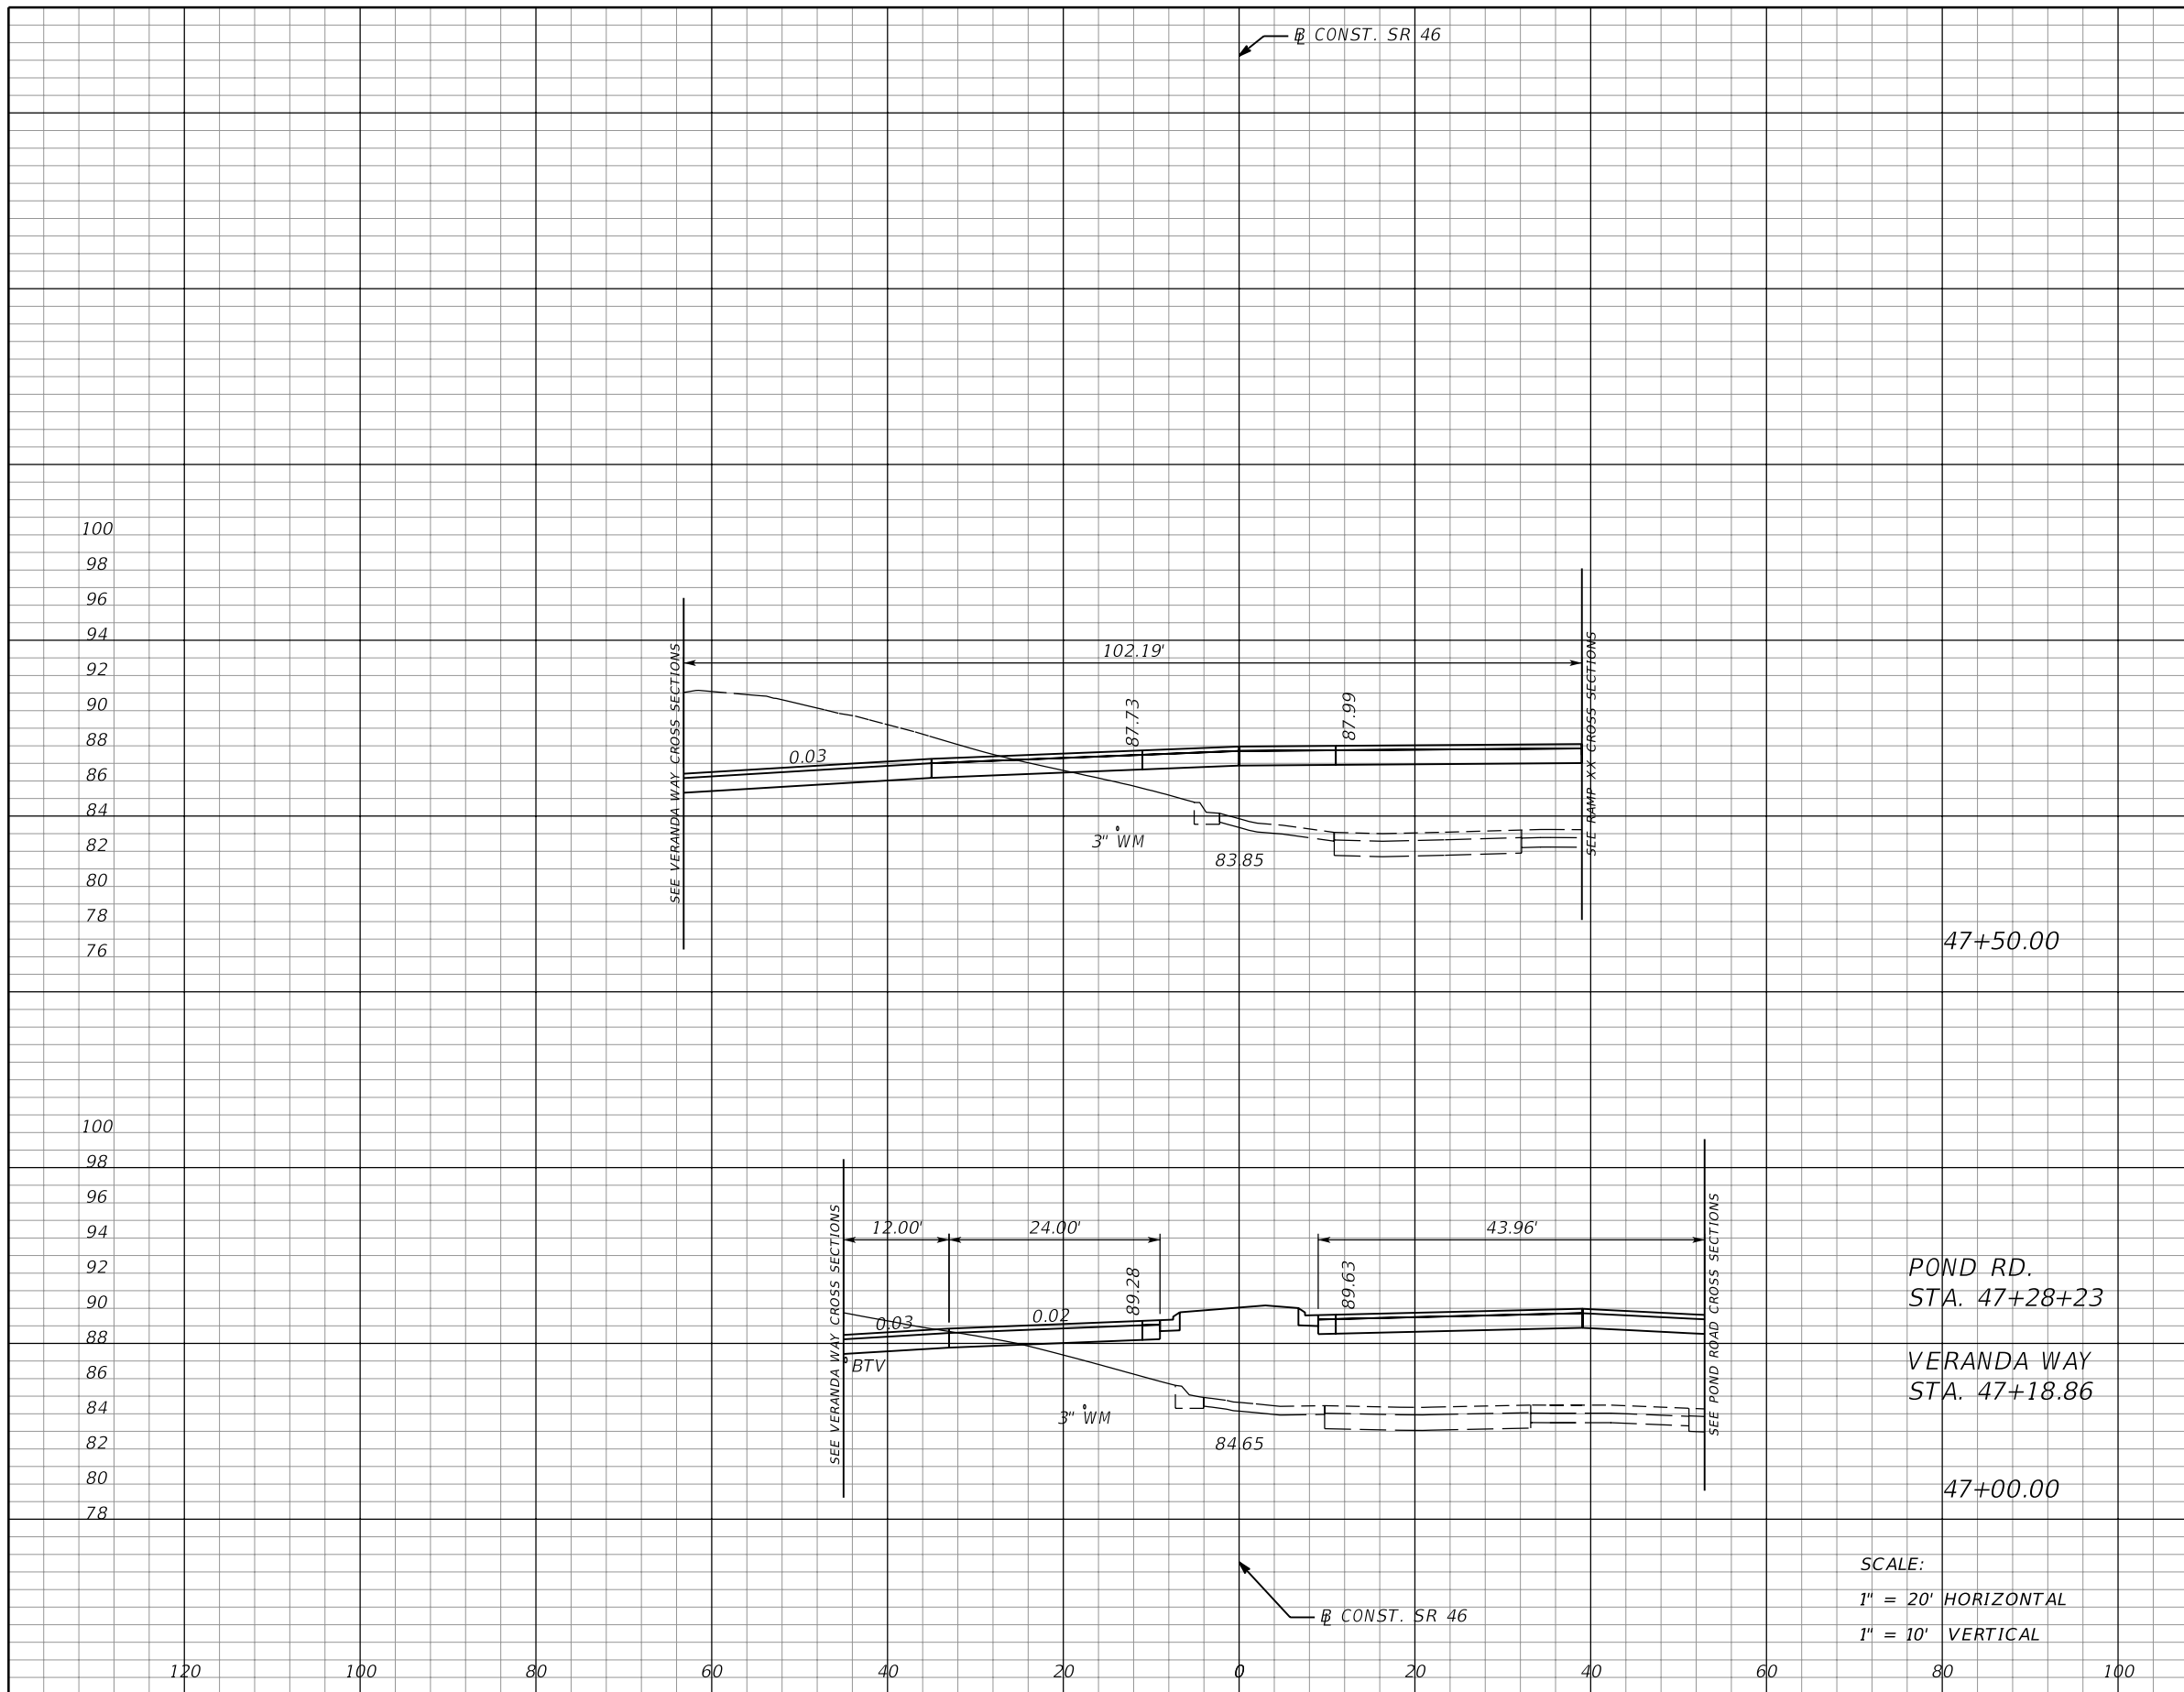 ℄ CONST. SR 46
100
98
96
94
92
90
88
86
84
82
80
78
76
SEE VERANDA WAY CROSS SECTIONS
102.19'
SEE RAMP XX CROSS SECTIONS
0.03
87.73
87.99
3" WM
83.85
47+50.00
100
98
96
94
92
90
88
86
84
82
80
78
SEE VERANDA WAY CROSS SECTIONS
12.00'
24.00'
43.96'
SEE POND ROAD CROSS SECTIONS
0.03
0.02
89.28
89.63
BTV
3" WM
84.65
POND RD.
STA. 47+28+23
VERANDA WAY
STA. 47+18.86
47+00.00
℄ CONST. SR 46
SCALE:
1" = 20' HORIZONTAL
1" = 10' VERTICAL
120 100 80 60 40 20 0 20 40 60 80 100